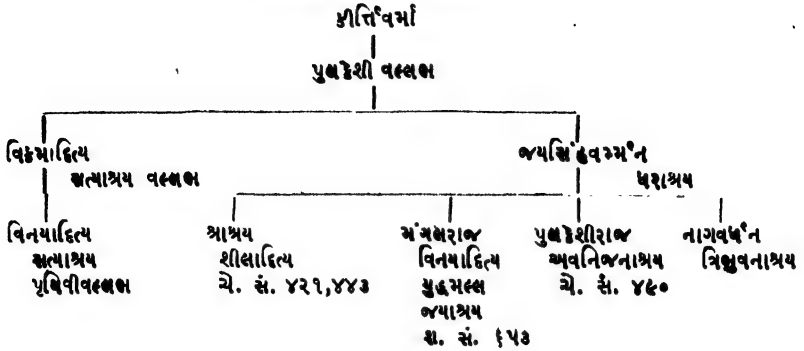 કીર્ત્તિવર્મા
પુલકેશી વલ્લભ
વિક્રમાદિત્ય
સત્યાશ્રય વલ્લભ
જયસિંહવર્મ્મન
ધરાશ્રય
વિનયાદિત્ય
સત્યાશ્રય
પૃથિવીવલ્લભ
શ્રાશ્રય
શીલાદિત્ય
ચે. સં. ૪૨૧,૪૪૩
મંગલરાજ
વિનયાદિત્ય
યુદ્ધમલ્લ
જયાશ્રય
શ. સં. ૬૫૩
પુલકેશીરાજ
અવનિજનાશ્રય
ચે. સં. ૪૯૦
નાગવર્ધન
ત્રિભુવનાશ્રય